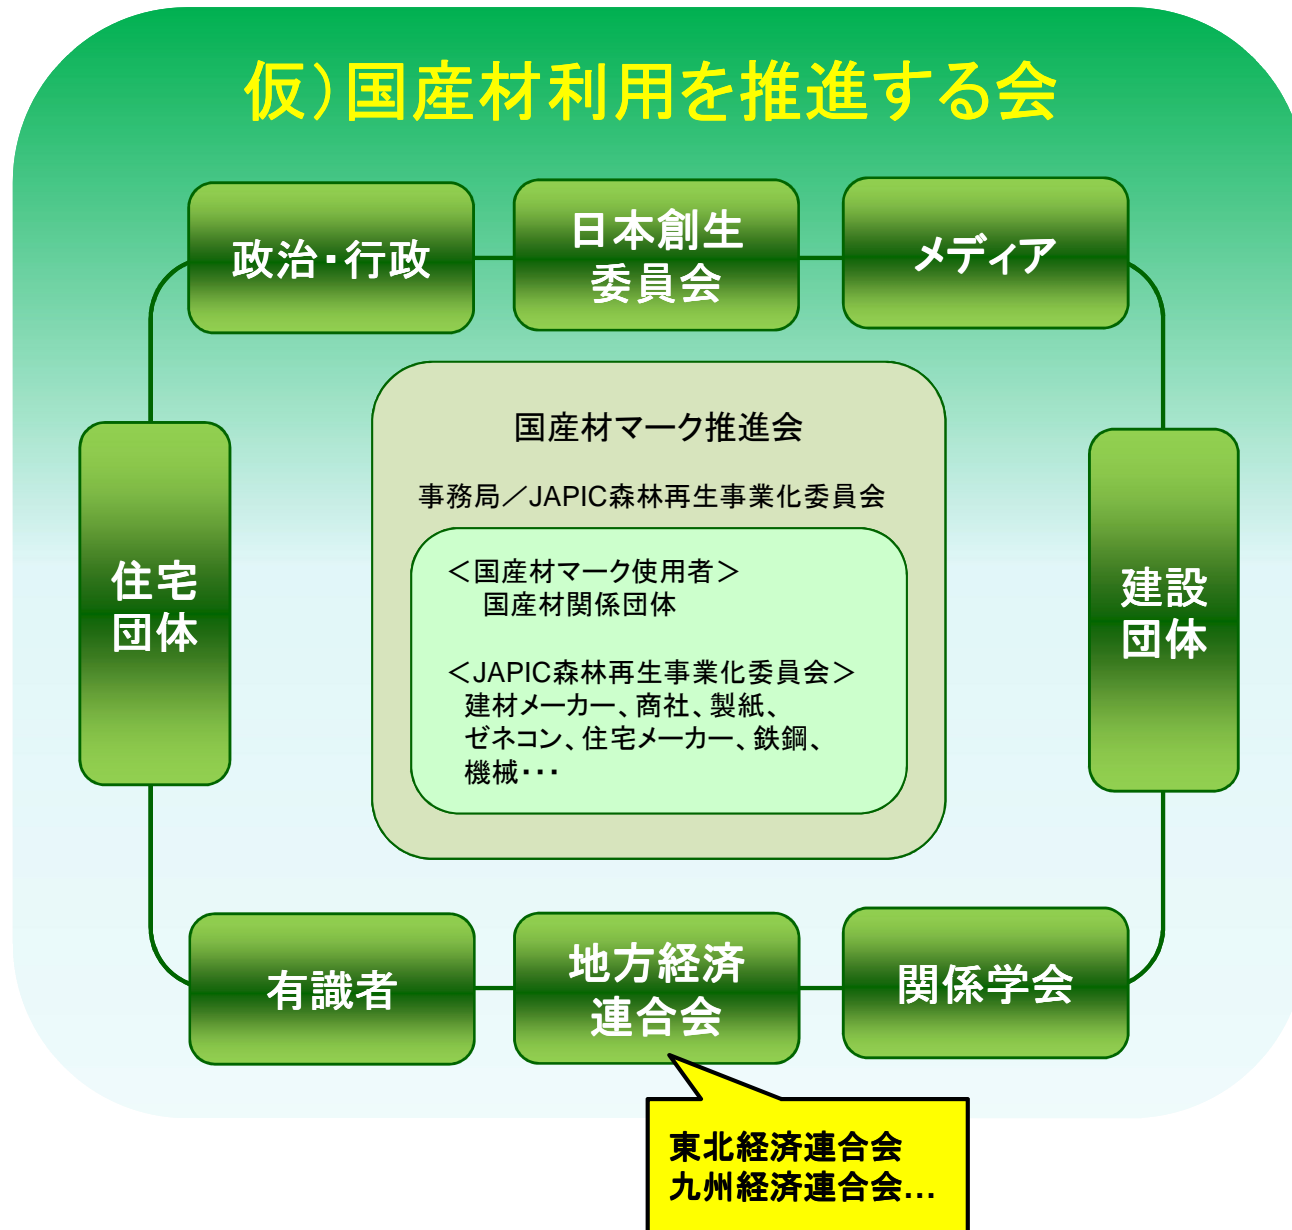 仮）国産材利用を推進する会
政治・行政
日本創生
委員会
メディア
国産材マーク推進会
事務局／JAPIC森林再生事業化委員会
＜国産材マーク使用者＞
国産材関係団体
＜JAPIC森林再生事業化委員会＞
建材メーカー、商社、製紙、
ゼネコン、住宅メーカー、鉄鋼、
機械・・・
住宅
団体
建設
団体
有識者
地方経済
連合会
関係学会
東北経済連合会
九州経済連合会…